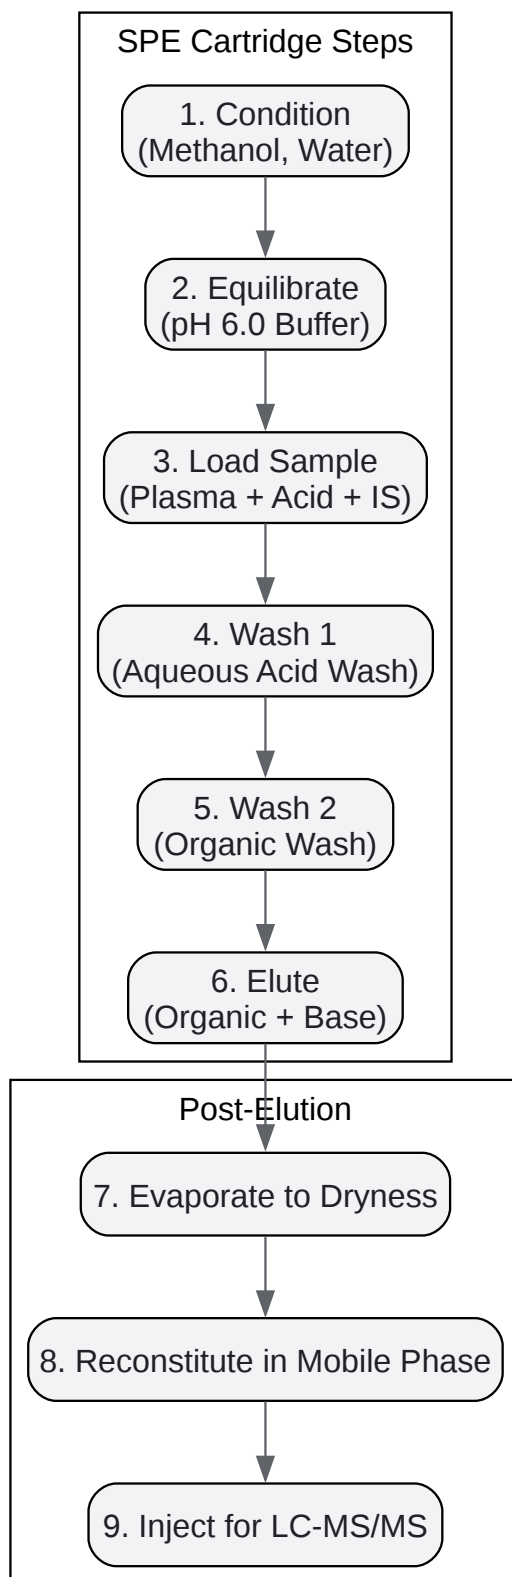 SPE Cartridge Steps
1. Condition
(Methanol, Water)
2. Equilibrate
(pH 6.0 Buffer)
3. Load Sample
(Plasma + Acid + IS)
4. Wash 1
(Aqueous Acid Wash)
5. Wash 2
(Organic Wash)
6. Elute
(Organic + Base)
Post-Elution
7. Evaporate to Dryness
8. Reconstitute in Mobile Phase
9. Inject for LC-MS/MS